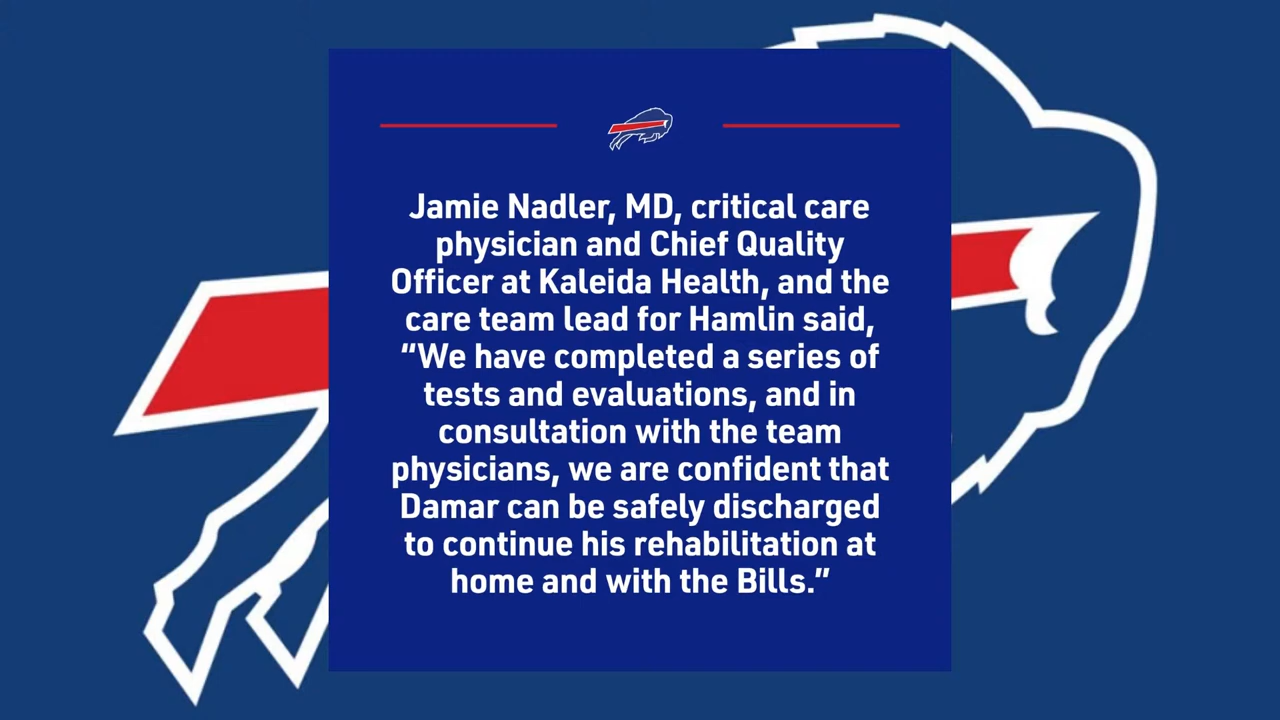 Jamie Nadler, MD, critical care
physician and Chief Quality
Officer at Kaleida Health, and the
care team lead for Hamlin said,
“We have completed a series of
tests and evaluations, and in
consultation with the team
physicians, we are confident that
Damar can be safely discharged
to continue his rehabilitation at
home and with the Bills.”